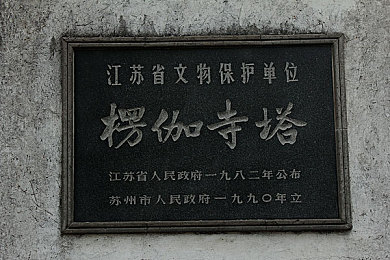 江苏省文物保护单位
楞伽寺塔
江苏省人民政府一九八二年公布
苏州市人民政府一九九〇年立